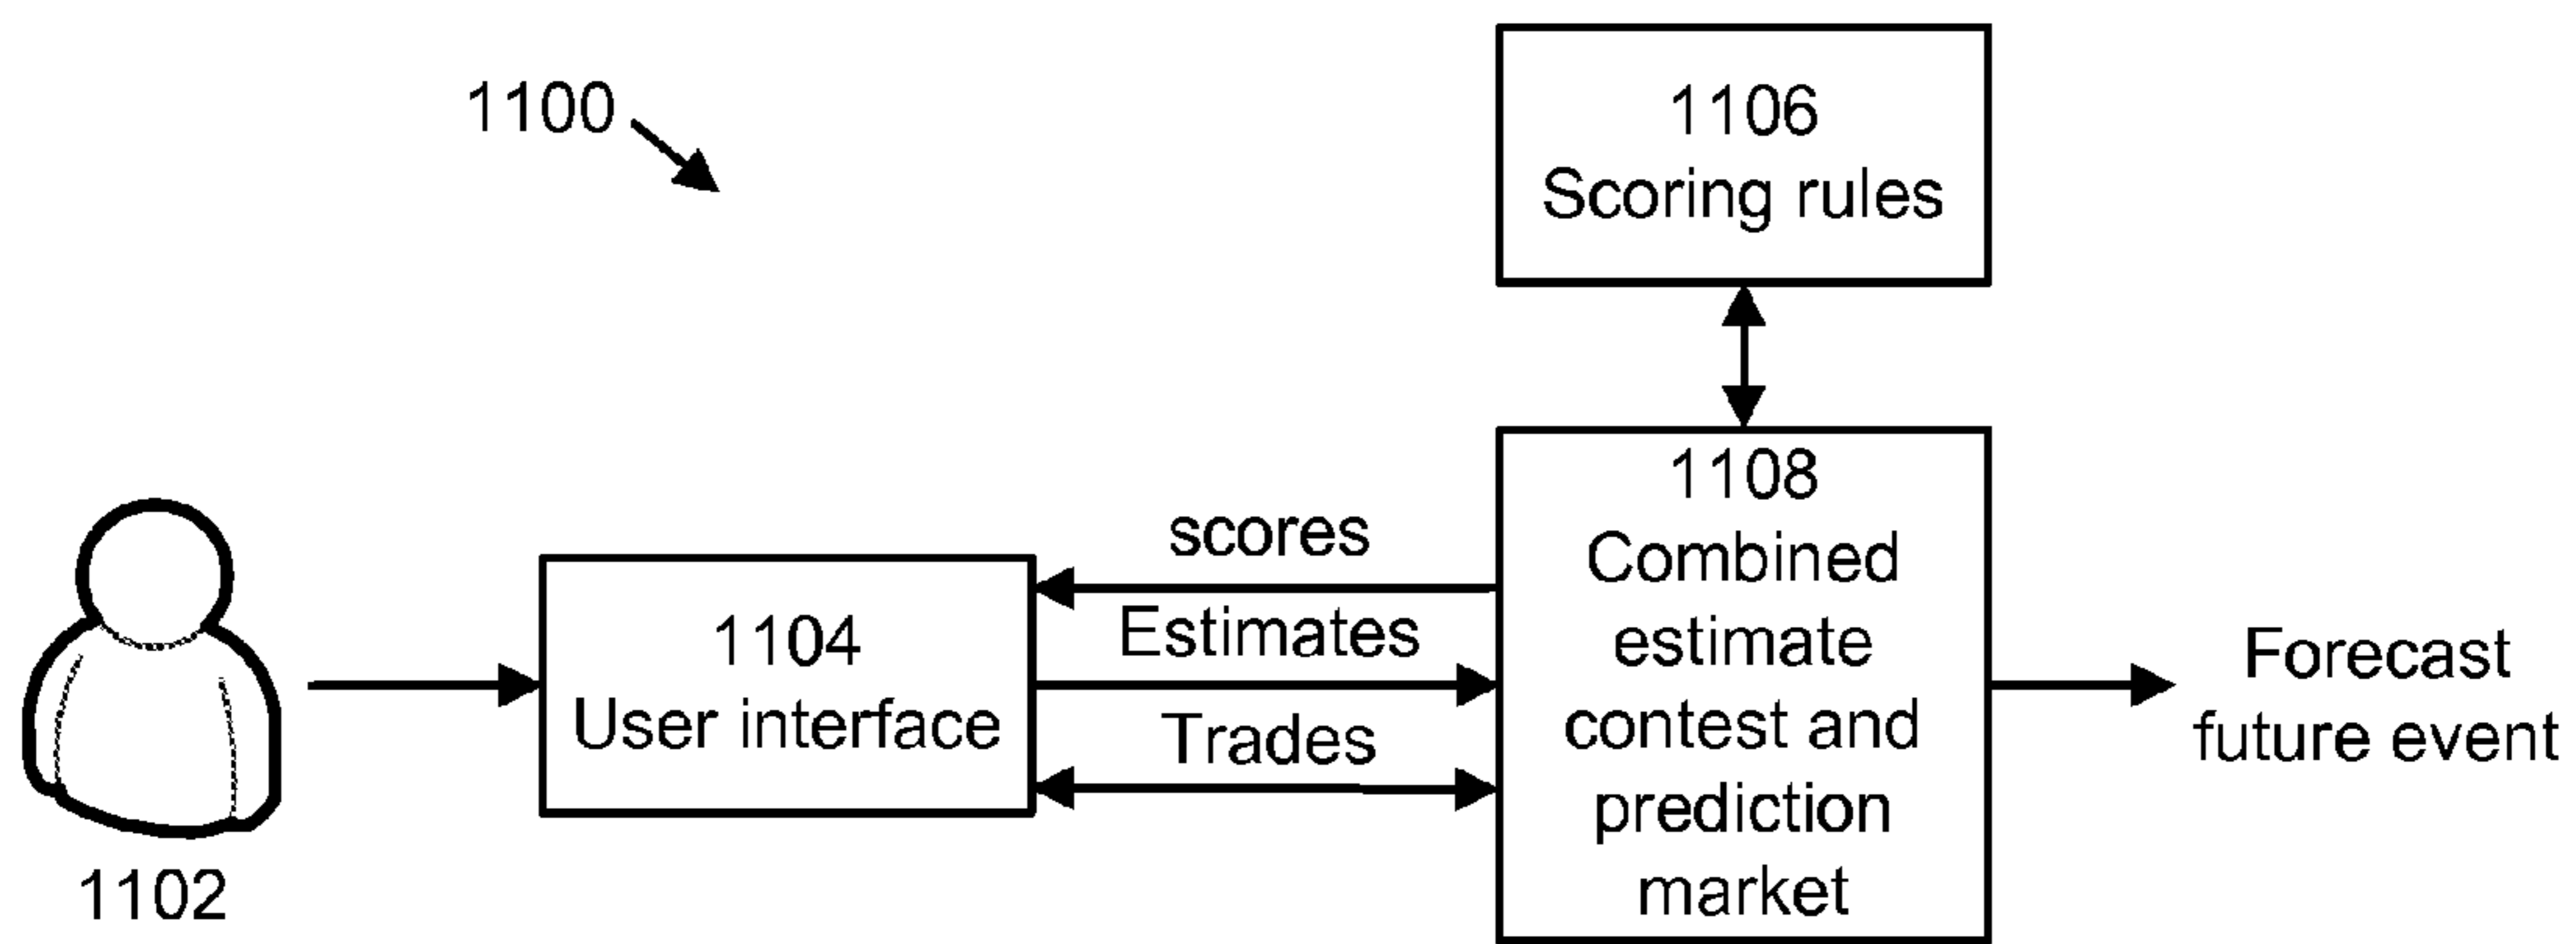 1100
1106
Scoring rules
1102
1104
User interface
scores
Estimates
Trades
1108
Combined
estimate
contest and
prediction
market
Forecast
future event